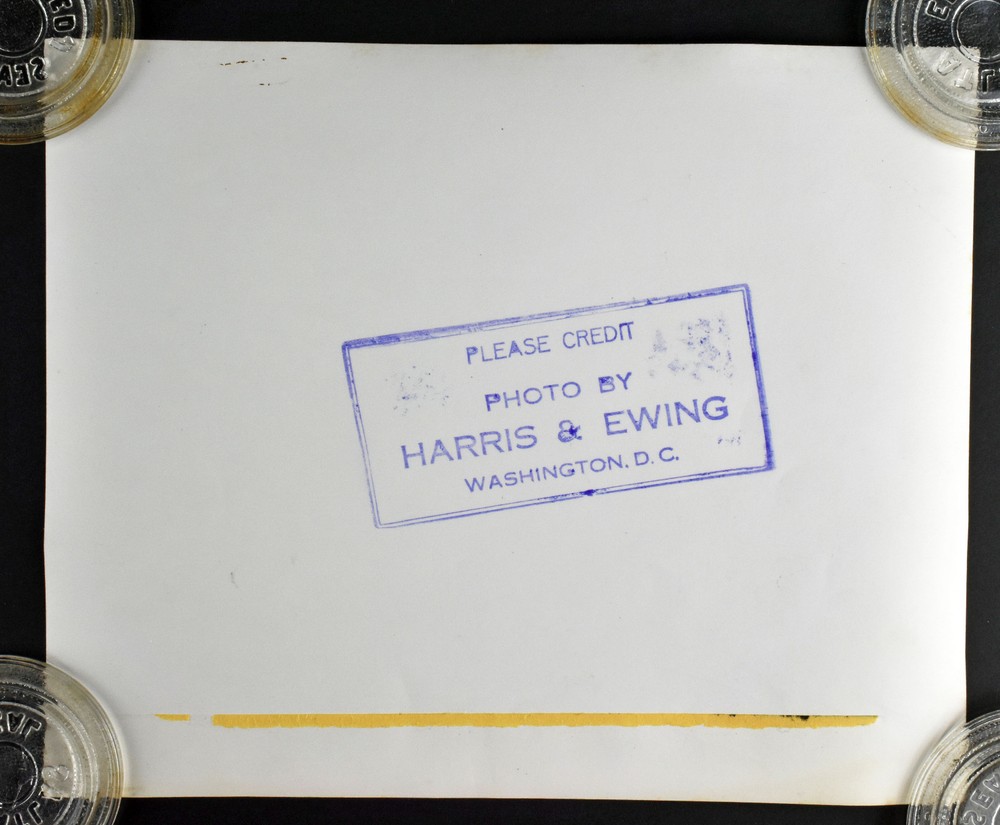 PLEASE CREDIT
PHOTO BY
HARRIS & EWING
WASHINGTON, D. C.